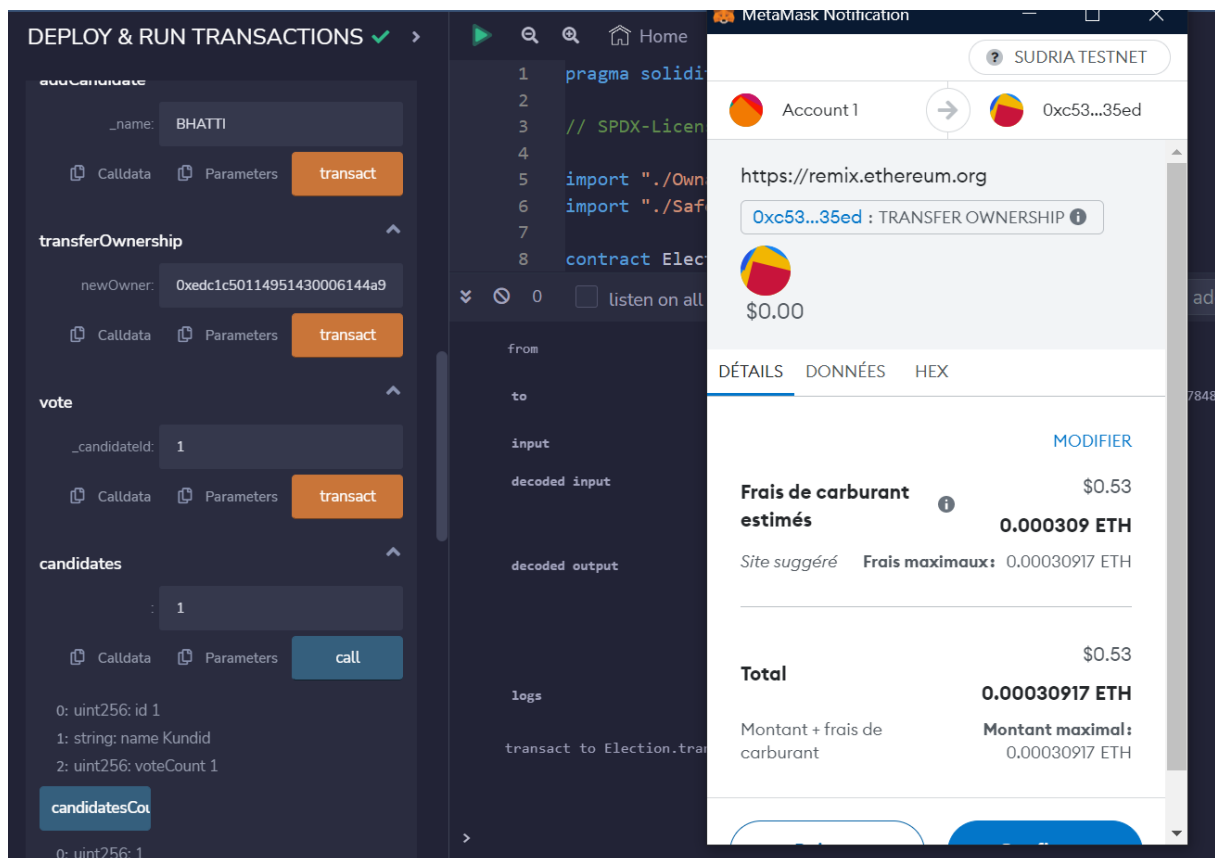 DEPLOY & RUN TRANSACTIONS
addCandidate
_name: BHATTI
Calldata Parameters transact
transferOwnership
newOwner: 0xedc1c50114951430006144a9
Calldata Parameters transact
vote
_candidateId: 1
Calldata Parameters transact
candidates
: 1
Calldata Parameters call
0: uint256: id 1
1: string: name Kundid
2: uint256: voteCount 1
candidatesCou
0: uint256: 1
Home
1 pragma solidi
2
3 // SPDX-Licen
4
5 import "./Own
6 import "./Saf
7
8 contract Elec
0 listen on all
ad
from
to
7848
input
decoded input
decoded output
logs
transact to Election.tran
>
MetaMask Notification
? SUDRIA TESTNET
Account 1 0xc53...35ed
https://remix.ethereum.org
0xc53...35ed : TRANSFER OWNERSHIP
$0.00
DÉTAILS DONNÉES HEX
MODIFIER
Frais de carburant estimés
$0.53
0.000309 ETH
Site suggéré Frais maximaux: 0.00030917 ETH
Total
$0.53
0.00030917 ETH
Montant + frais de carburant
Montant maximal:
0.00030917 ETH